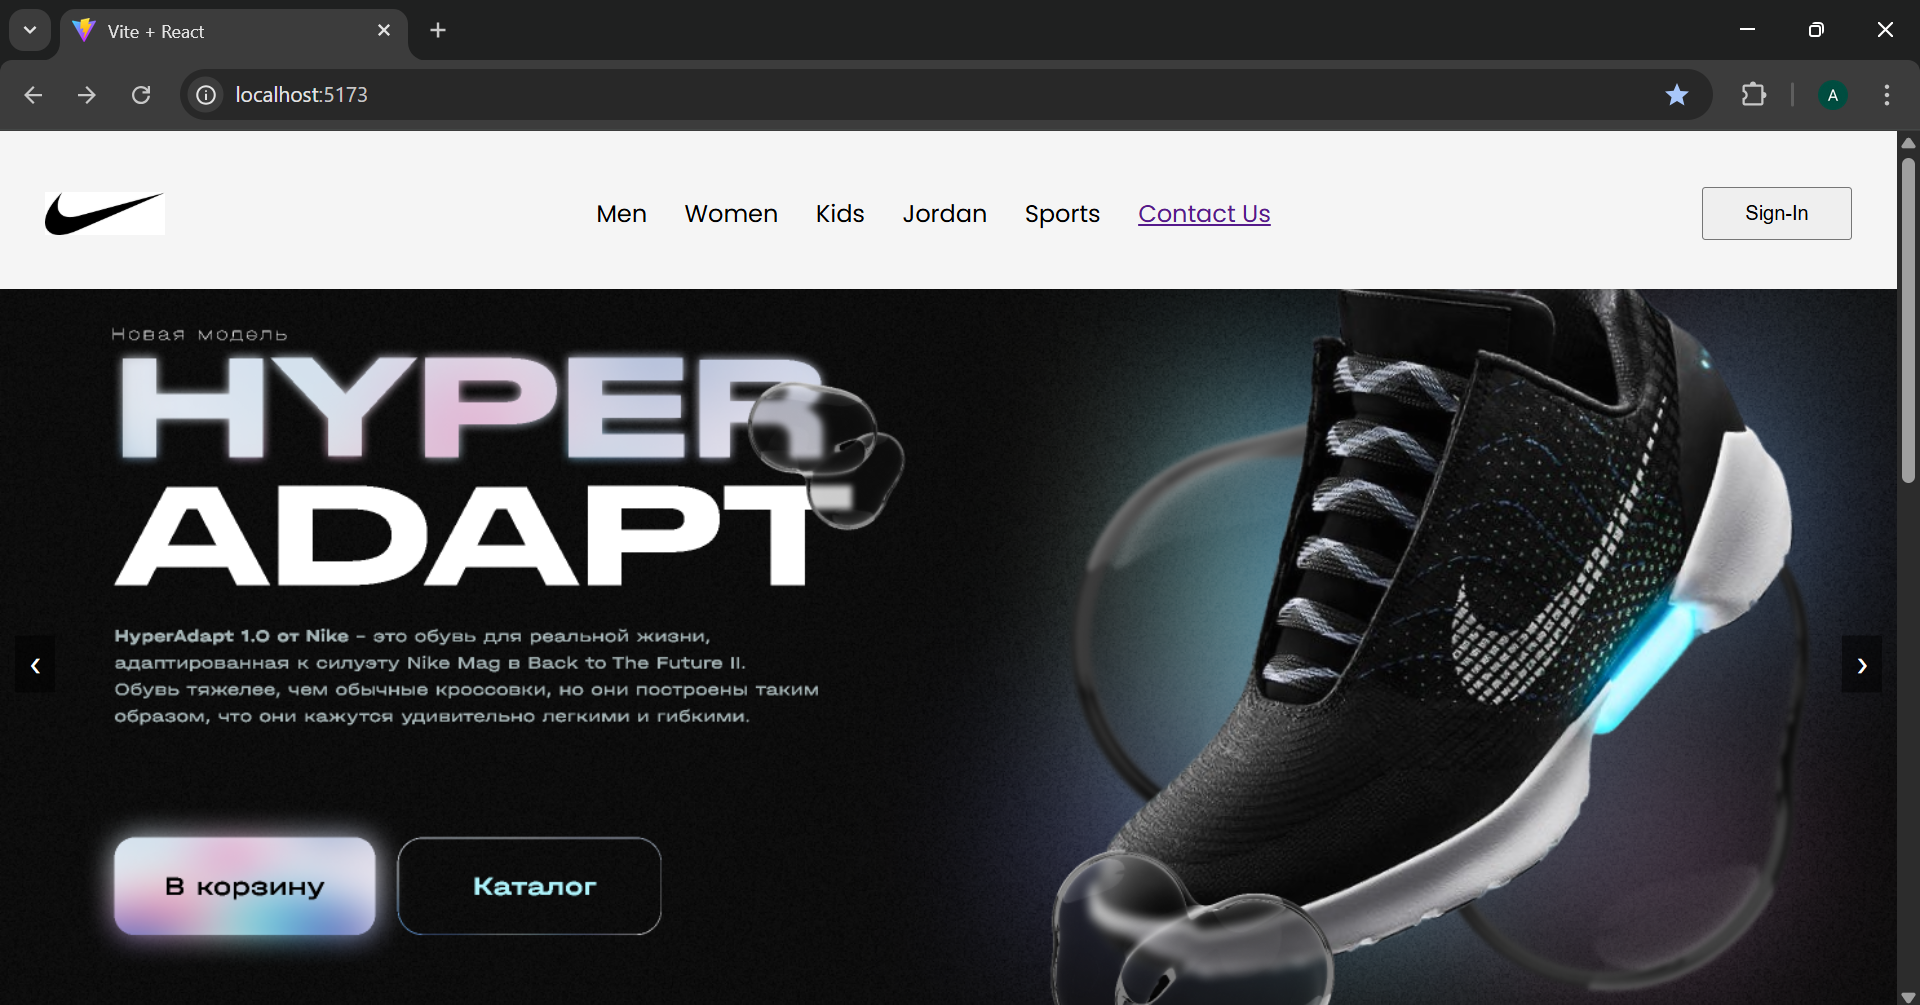 Vite + React
localhost:5173
A
Men Women Kids Jordan Sports Contact Us
Sign-In
Новая модель
HYPER
ADAPT
HyperAdapt 1.0 от Nike – это обувь для реальной жизни,
адаптированная к силуэту Nike Mag в Back to The Future II.
Обувь тяжелее, чем обычные кроссовки, но они построены таким
образом, что они кажутся удивительно легкими и гибкими.
В корзину
Каталог